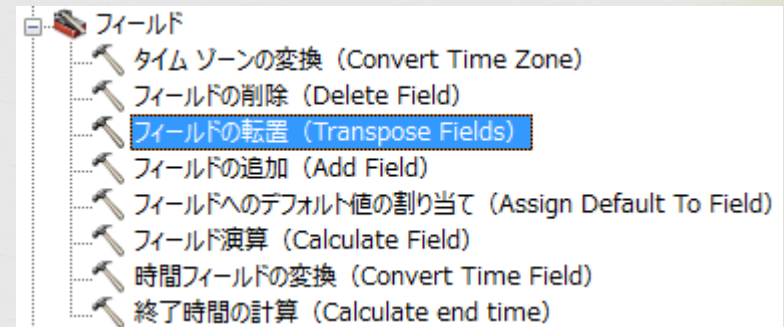 フィールド
タイム ゾーンの変換（Convert Time Zone）
フィールドの削除（Delete Field）
フィールドの転置（Transpose Fields）
フィールドの追加（Add Field）
フィールドへのデフォルト値の割り当て（Assign Default To Field）
フィールド演算（Calculate Field）
時間フィールドの変換（Convert Time Field）
終了時間の計算（Calculate end time）